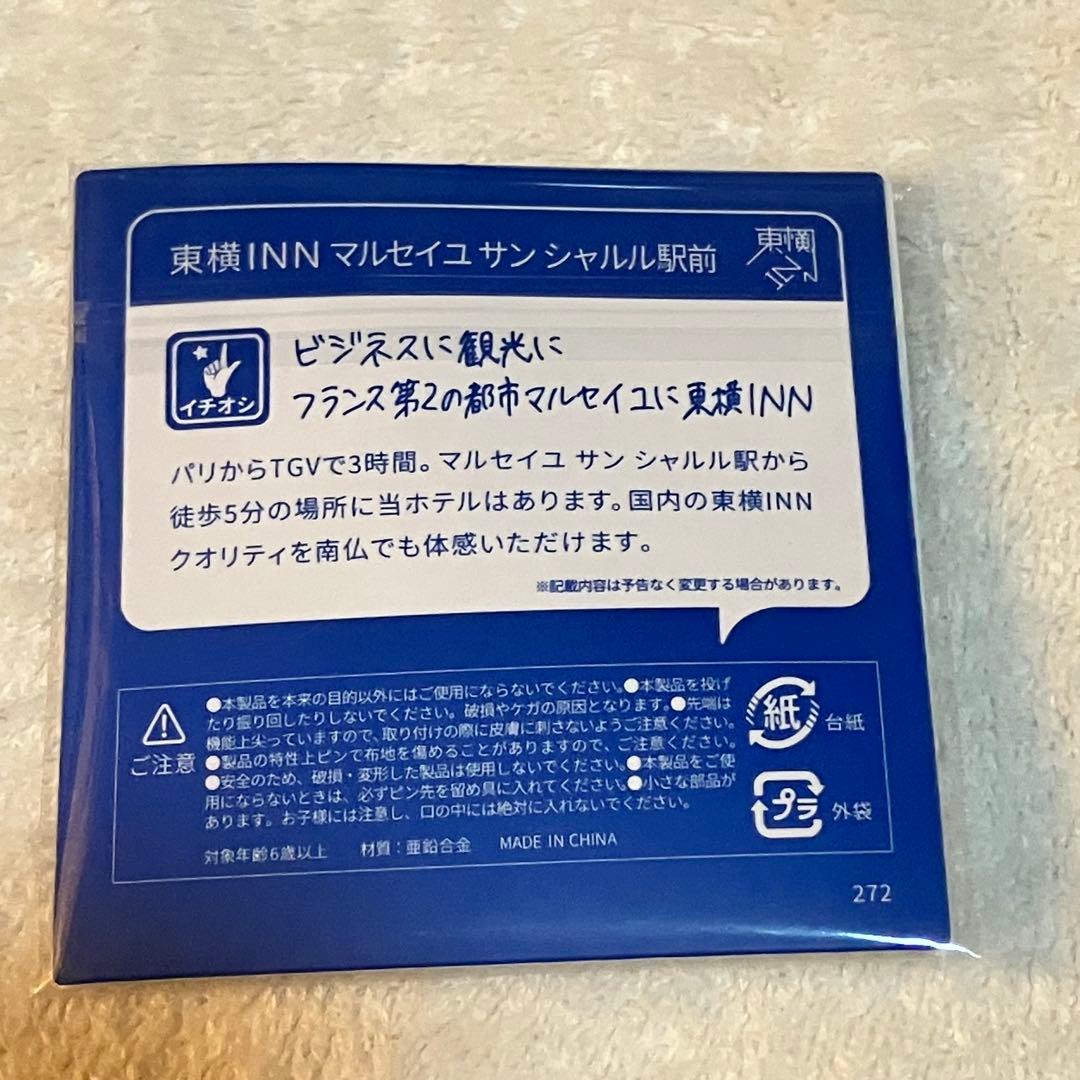 東横INN マルセイユ サン シャルル駅前
東横
INN
イチオシ
ビジネスに観光に
フランス第2の都市マルセイユに東横INN
パリからTGVで3時間。マルセイユ サン シャルル駅から
徒歩5分の場所に当ホテルはあります。国内の東横INN
クオリティを南仏でも体感いただけます。
※記載内容は予告なく変更する場合があります。
ご注意
●本製品を本来の目的以外にはご使用にならないでください。●本製品を投げ
たり振り回したりしないでください。破損やケガの原因となります。●先端は
機能上尖っていますので、取り付けの際に皮膚に刺さないようご注意ください。
●製品の特性上ピンで布地を傷めることがありますので、ご注意ください。
●安全のため、破損・変形した製品は使用しないでください。●本製品をご使
用にならないときは、必ずピン先を留め具に入れてください。●小さな部品が
あります。お子様には注意し、口の中には絶対に入れないでください。
対象年齢6歳以上 材質：亜鉛合金 MADE IN CHINA
紙 台紙
プラ 外袋
272